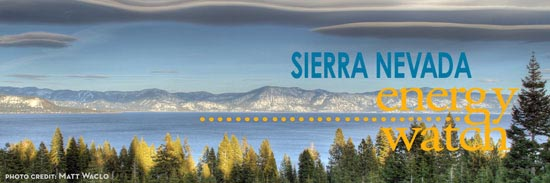 SIERRA NEVADA
energy
watch
PHOTO CREDIT: MATT WACLO